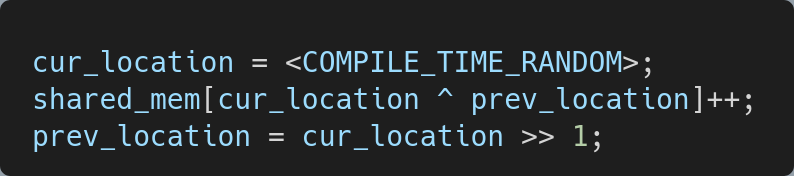 cur_location = <COMPILE_TIME_RANDOM>;
shared_mem[cur_location ^ prev_location]++;
prev_location = cur_location >> 1;